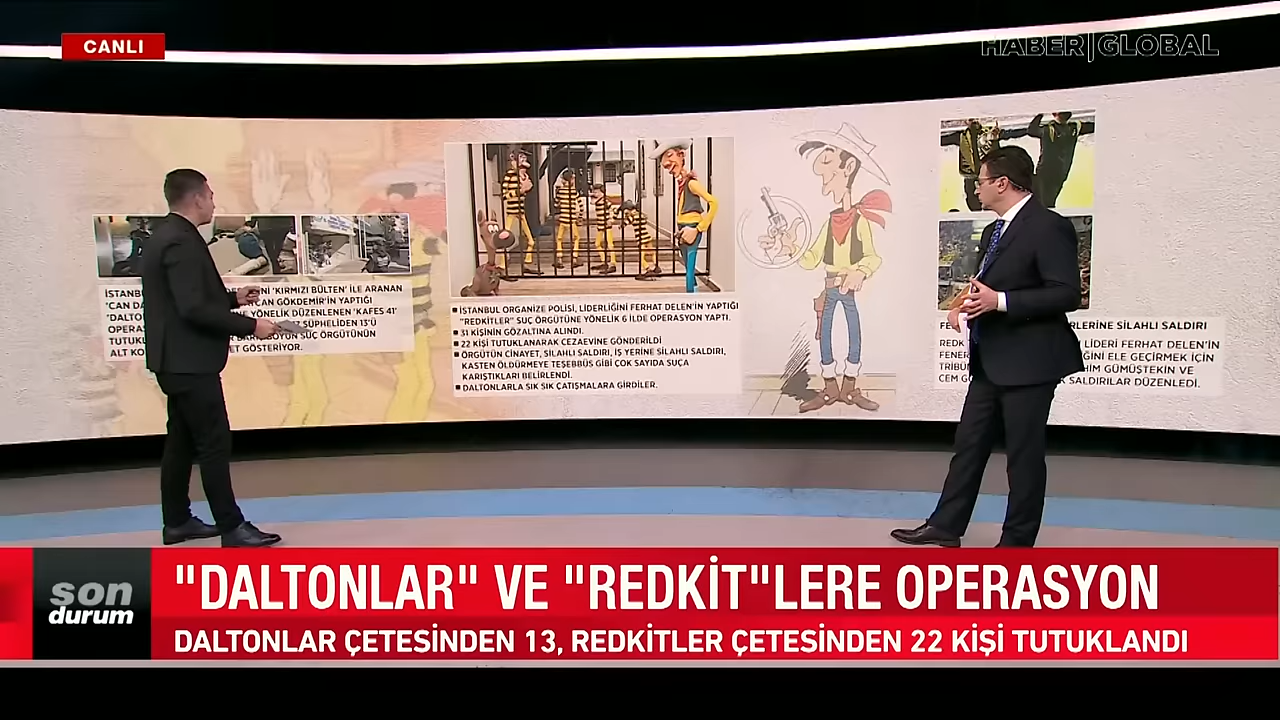 CANLI
HABER|GLOBAL
İSTANBUL ORGANİZE POLİSİ, LİDERLİĞİNİ FERHAT DELEN'İN YAPTIĞI
"REDKİTLER" SUÇ ÖRGÜTÜNE YÖNELİK 6 İLDE OPERASYON YAPTI.
31 KİŞİNİN GÖZALTINA ALINDI.
22 KİŞİ TUTUKLANARAK CEZAEVİNE GÖNDERİLDİ
ÖRGÜTÜN CİNAYET, SİLAHLI SALDIRI, İŞ YERİNE SİLAHLI SALDIRI,
KASTEN ÖLDÜRMEYE TEŞEBBÜS GİBİ ÇOK SAYIDA SUÇA
KARIŞTIKLARI BELİRLENDİ.
DALTONLARLA SIK SIK ÇATIŞMALARA GİRDİLER.
'KIRMIZI BÜLTEN' İLE ARANAN
GÖKDEMİR'İN YAPTIĞI
DÜZENLENEN 'KAFES 41'
ŞÜPHELİDEN 13'Ü
SUÇ ÖRGÜTÜNÜN
ALT
GÖSTERİYOR.
SİLAHLI SALDIRI
REDK
LİDERİ FERHAT DELEN'İN
FENER
ELE GEÇİRMEK İÇİN
TRİBÜN
GÜMÜŞTEKİN VE
CEM
SALDIRILAR DÜZENLEDİ.
son
durum
"DALTONLAR" VE "REDKİT"LERE OPERASYON
DALTONLAR ÇETESİNDEN 13, REDKİTLER ÇETESİNDEN 22 KİŞİ TUTUKLANDI